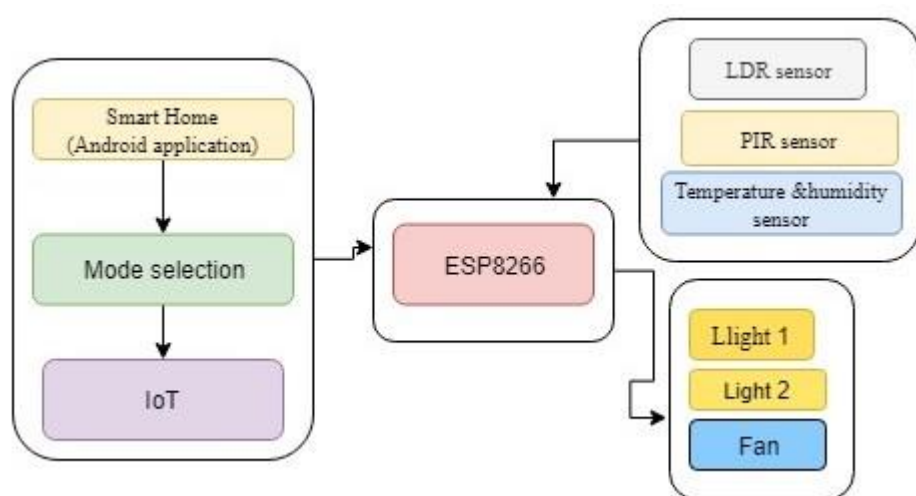 Smart Home
(Android application)
Mode selection
IoT
ESP8266
LDR sensor
PIR sensor
Temperature &humidity
sensor
Llight 1
Light 2
Fan